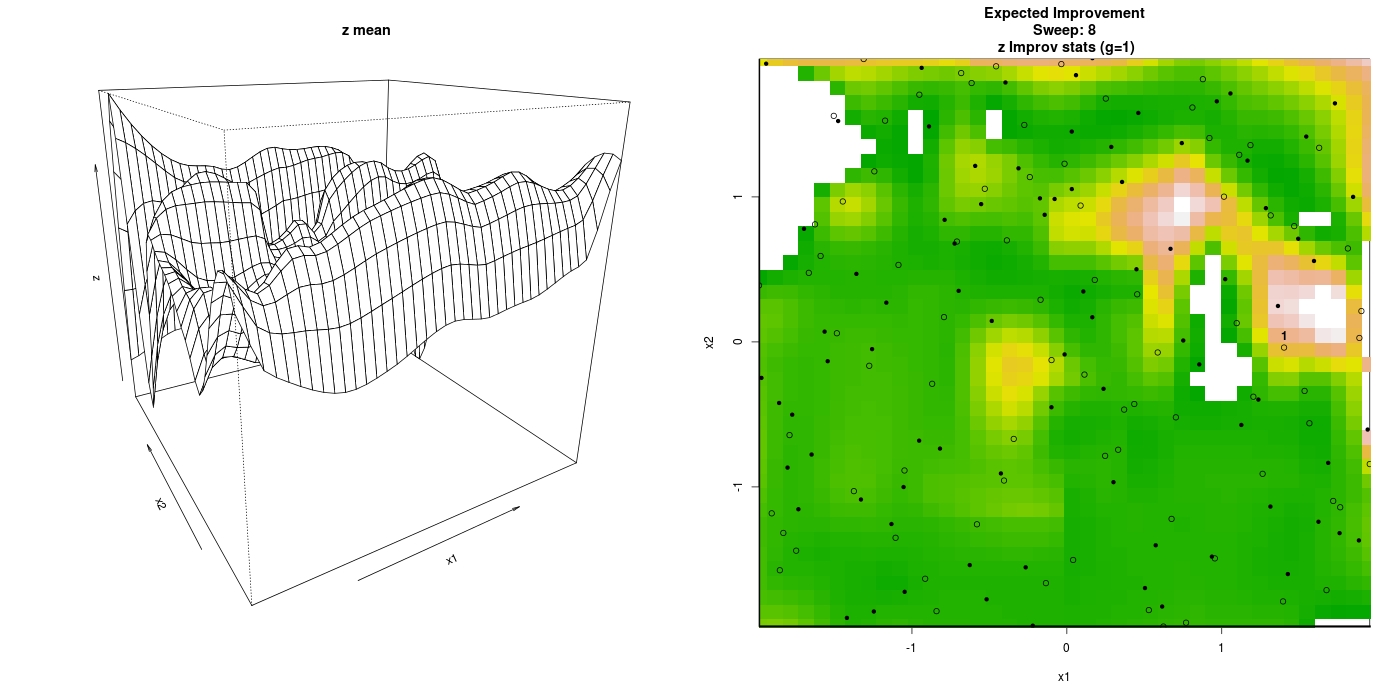 z mean
z
x2
x1
Expected Improvement
Sweep: 8
z Improv stats (g=1)
x2
1
0
-1
1
-1
0
1
x1